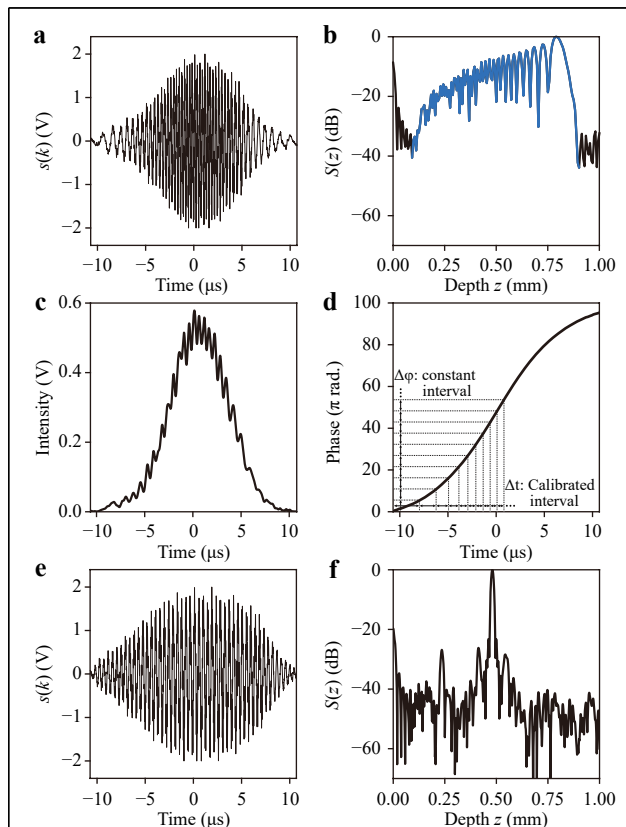 a
s(k) (V)
2
1
0
−1
−2
−10 −5 0 5 10
Time (μs)
b
S(z) (dB)
0
−20
−40
−60
0.00 0.25 0.50 0.75 1.00
Depth z (mm)
c
Intensity (V)
0.6
0.4
0.2
0.0
−10 −5 0 5 10
Time (μs)
d
Phase (π rad.)
100
80
60
40
20
0
Δφ: constant
interval
Δt: Calibrated
interval
−10 −5 0 5 10
Time (μs)
e
s(k) (V)
2
1
0
−1
−2
−10 −5 0 5 10
Time (μs)
f
S(z) (dB)
0
−20
−40
−60
0.00 0.25 0.50 0.75 1.00
Depth z (mm)